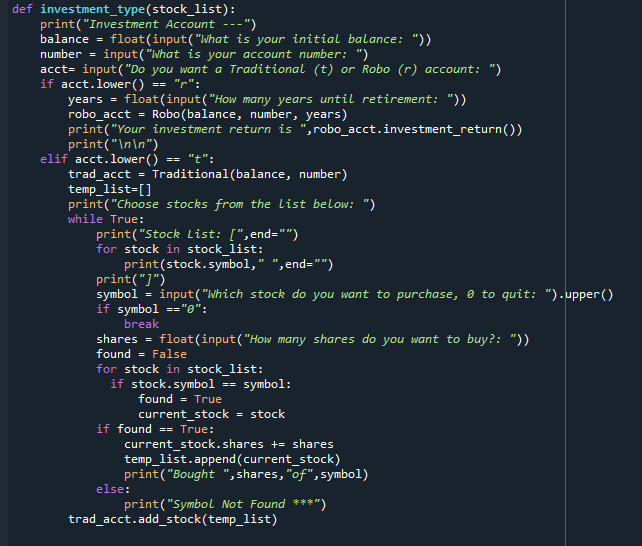 def investment_type(stock_list):
    print("Investment Account ---")
    balance = float(input("What is your initial balance: "))
    number = input("What is your account number: ")
    acct= input("Do you want a Traditional (t) or Robo (r) account: ")
    if acct.lower() == "r":
        years = float(input("How many years until retirement: "))
        robo_acct = Robo(balance, number, years)
        print("Your investment return is ",robo_acct.investment_return())
        print("\n\n")
    elif acct.lower() == "t":
        trad_acct = Traditional(balance, number)
        temp_list=[]
        print("Choose stocks from the list below: ")
        while True:
            print("Stock List: [",end="")
            for stock in stock_list:
                print(stock.symbol," ",end="")
            print("]")
            symbol = input("Which stock do you want to purchase, 0 to quit: ").upper()
            if symbol =="0":
                break
            shares = float(input("How many shares do you want to buy?: "))
            found = False
            for stock in stock_list:
              if stock.symbol == symbol:
                  found = True
                  current_stock = stock
            if found == True:
                current_stock.shares += shares
                temp_list.append(current_stock)
                print("Bought ",shares,"of",symbol)
            else:
                print("Symbol Not Found ***")
        trad_acct.add_stock(temp_list)